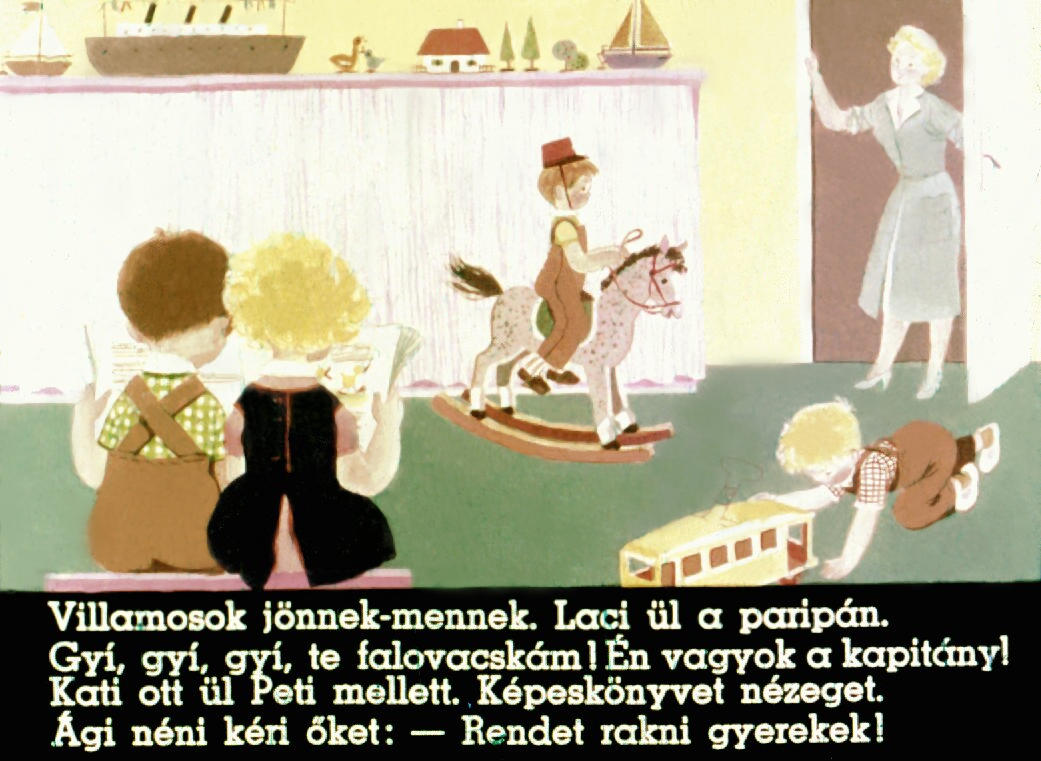 Villamosok jönnek-mennek. Laci ül a paripán.
Gyí, gyí, gyí, te falovacskám! Én vagyok a kapitány!
Kati ott ül Peti mellett. Képeskönyvet nézeget.
Ági néni kéri őket: — Rendet rakni gyerekek!